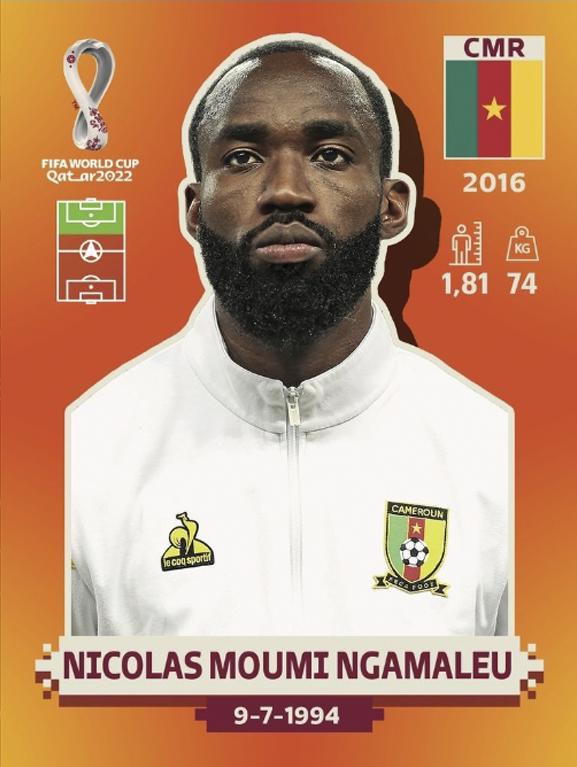 FIFA WORLD CUP
Qatar2022
CMR
2016
KG
1,81 74
le coq sportif
CAMEROUN
FECAFOOT
NICOLAS MOUMI NGAMALEU
9-7-1994